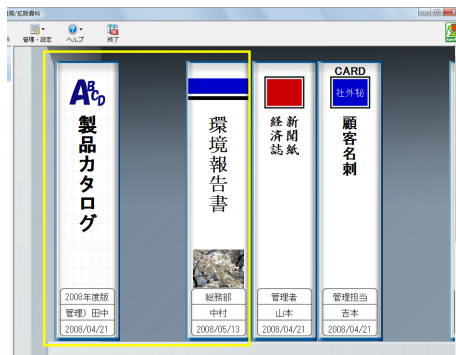 管理・設定
ヘルプ
終了
ABCD
製品カタログ
2008年度版
管理）田中
2008/04/21
環境報告書
総務部
中村
2008/05/13
新聞紙
経済誌
管理者
山本
2008/04/21
CARD
社外秘
顧客名刺
管理担当
吉本
2008/04/21